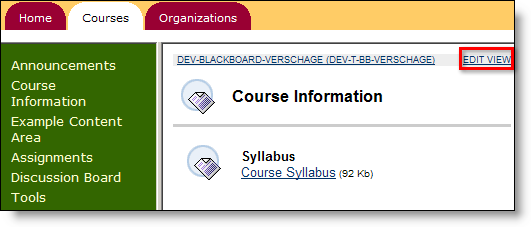 Home
Courses
Organizations
Announcements
Course
Information
Example Content
Area
Assignments
Discussion Board
Tools
DEV-BLACKBOARD-VERSCHAGE (DEV-T-BB-VERSCHAGE)
EDIT VIEW
Course Information
Syllabus
Course Syllabus (92 Kb)